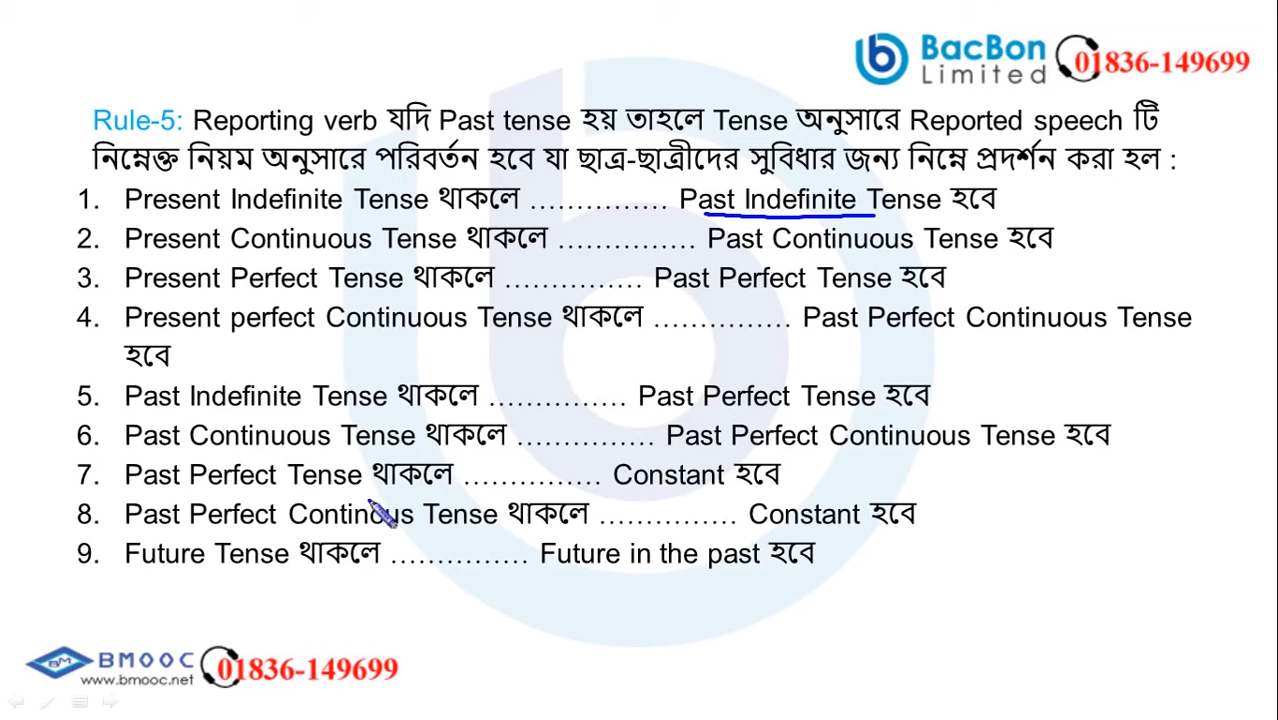 BacBon
Limited
01836-149699
Rule-5: Reporting verb যদি Past tense হয় তাহলে Tense অনুসারে Reported speech টি
নিম্নেক্ত নিয়ম অনুসারে পরিবর্তন হবে যা ছাত্র-ছাত্রীদের সুবিধার জন্য নিম্নে প্রদর্শন করা হল :
1. Present Indefinite Tense থাকলে …………… Past Indefinite Tense হবে
2. Present Continuous Tense থাকলে …………… Past Continuous Tense হবে
3. Present Perfect Tense থাকলে …………… Past Perfect Tense হবে
4. Present perfect Continuous Tense থাকলে …………… Past Perfect Continuous Tense
হবে
5. Past Indefinite Tense থাকলে …………… Past Perfect Tense হবে
6. Past Continuous Tense থাকলে …………… Past Perfect Continuous Tense হবে
7. Past Perfect Tense থাকলে …………… Constant হবে
8. Past Perfect Continous Tense থাকলে …………… Constant হবে
9. Future Tense থাকলে …………… Future in the past হবে
BM BMOOC
www.bmooc.net
01836-149699